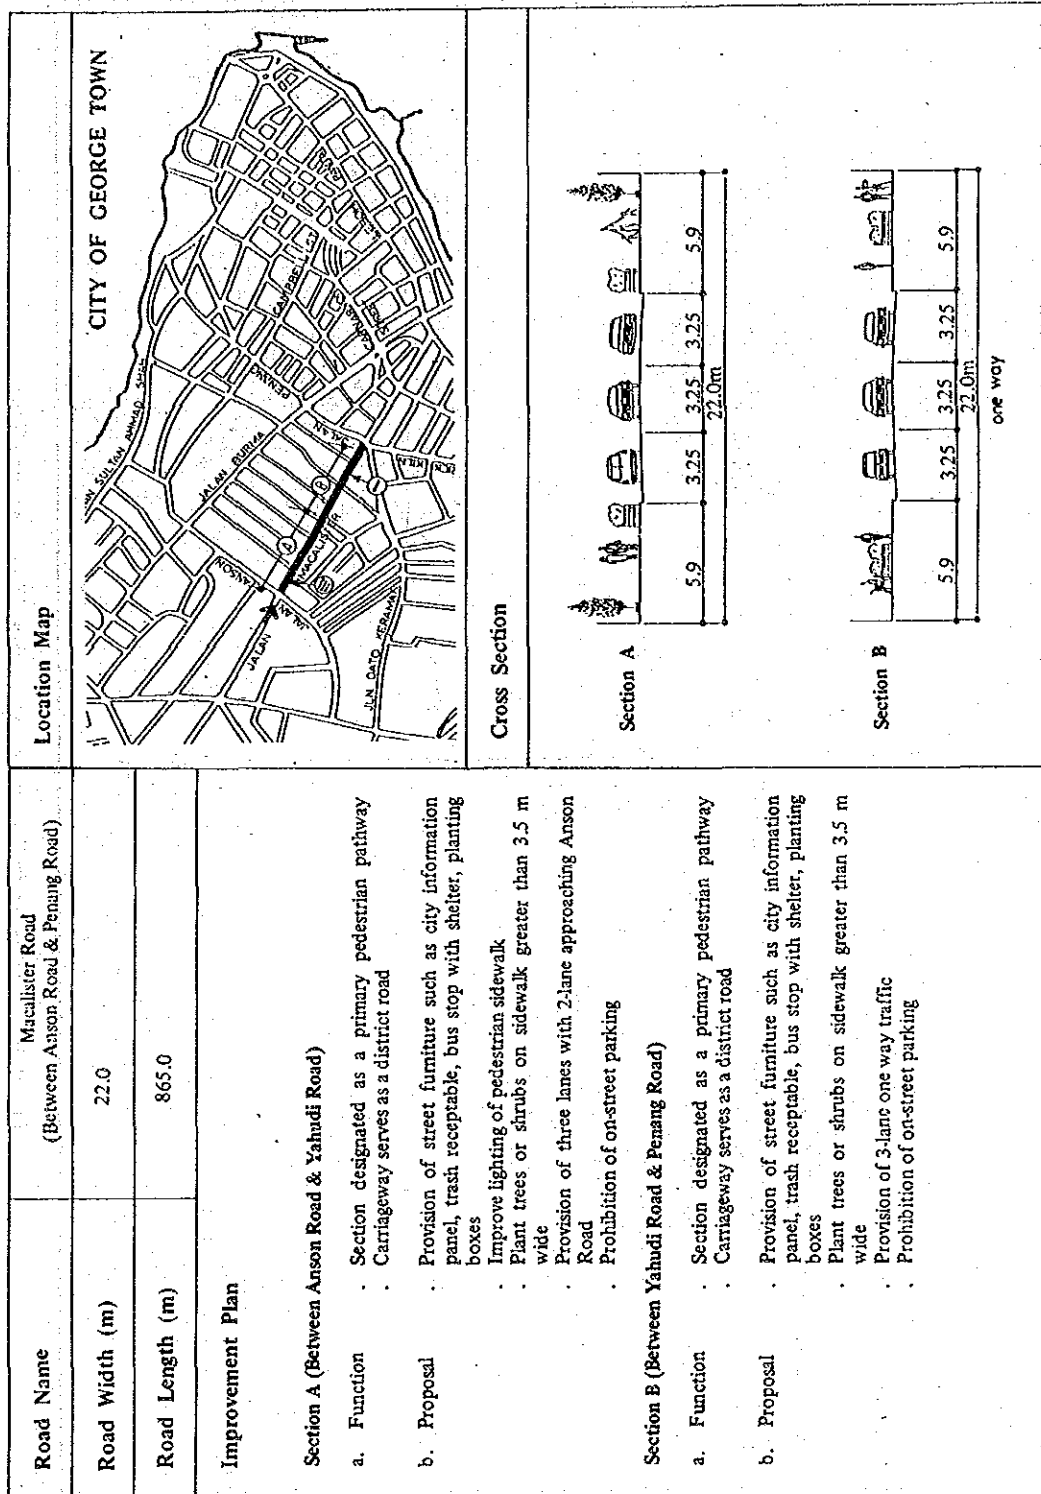 Road Name
Macalister Road
(Between Anson Road & Penang Road)
Road Width (m)
22.0
Road Length (m)
865.0
Improvement Plan
Section A (Between Anson Road & Yahudi Road)
a. Function
. Section designated as a primary pedestrian pathway
. Carriageway serves as a district road
b. Proposal
. Provision of street furniture such as city information
panel, trash receptable, bus stop with shelter, planting
boxes
. Improve lighting of pedestrian sidewalk
. Plant trees or shrubs on sidewalk greater than 3.5 m
wide
. Provision of three lanes with 2-lane approaching Anson
Road
. Prohibition of on-street parking
Section B (Between Yahudi Road & Penang Road)
a. Function
. Section designated as a primary pedestrian pathway
. Carriageway serves as a district road
b. Proposal
. Provision of street furniture such as city information
panel, trash receptable, bus stop with shelter, planting
boxes
. Plant trees or shrubs on sidewalk greater than 3.5 m
wide
. Provision of 3-lane one way traffic
. Prohibition of on-street parking
Location Map
CITY OF GEORGE TOWN
SULTAN AHMAD SHAH
JALAN BURMA
PENANG
CAMPBELL ST
CARNARVON
STREET
JALAN
ANSON
JALAN
MACALISTER
JALAN
A
B
JLN DATO KERAMAT
KILN
Cross Section
Section A
5.9
3.25
3.25
3.25
5.9
22.0m
Section B
5.9
3.25
3.25
3.25
5.9
22.0m
one way